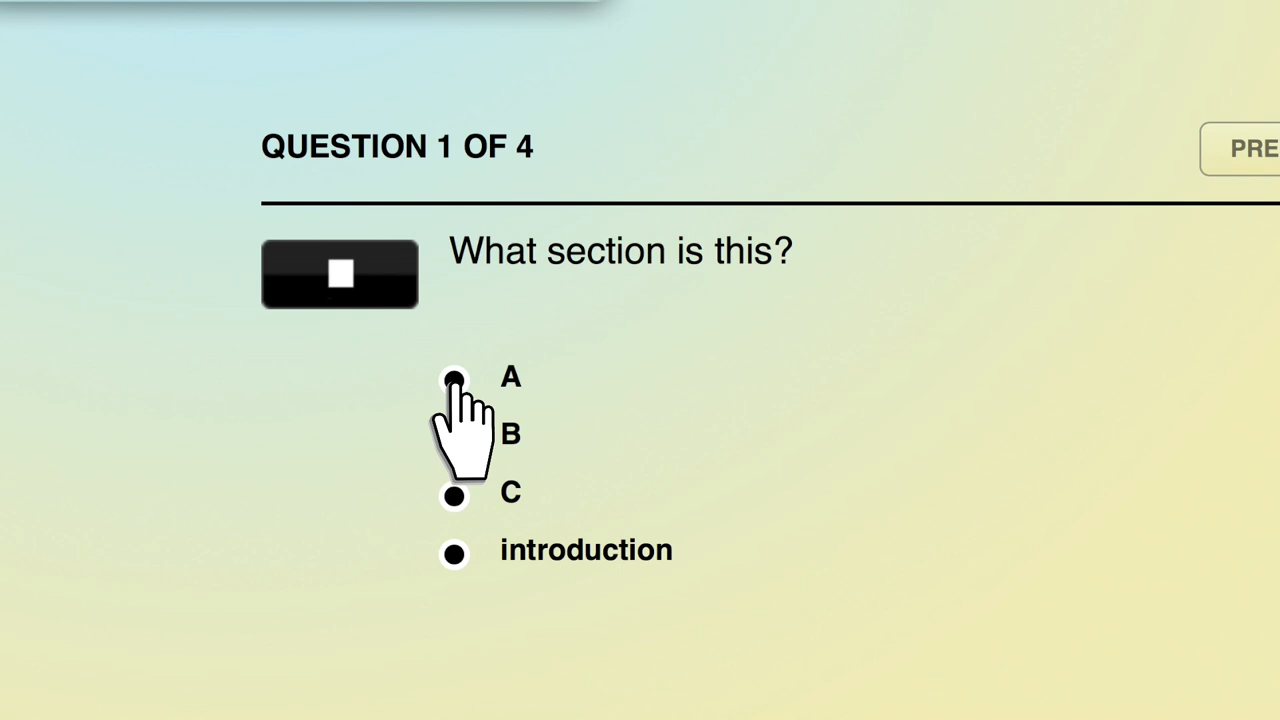 QUESTION 1 OF 4
PRE
What section is this?
A
B
C
introduction